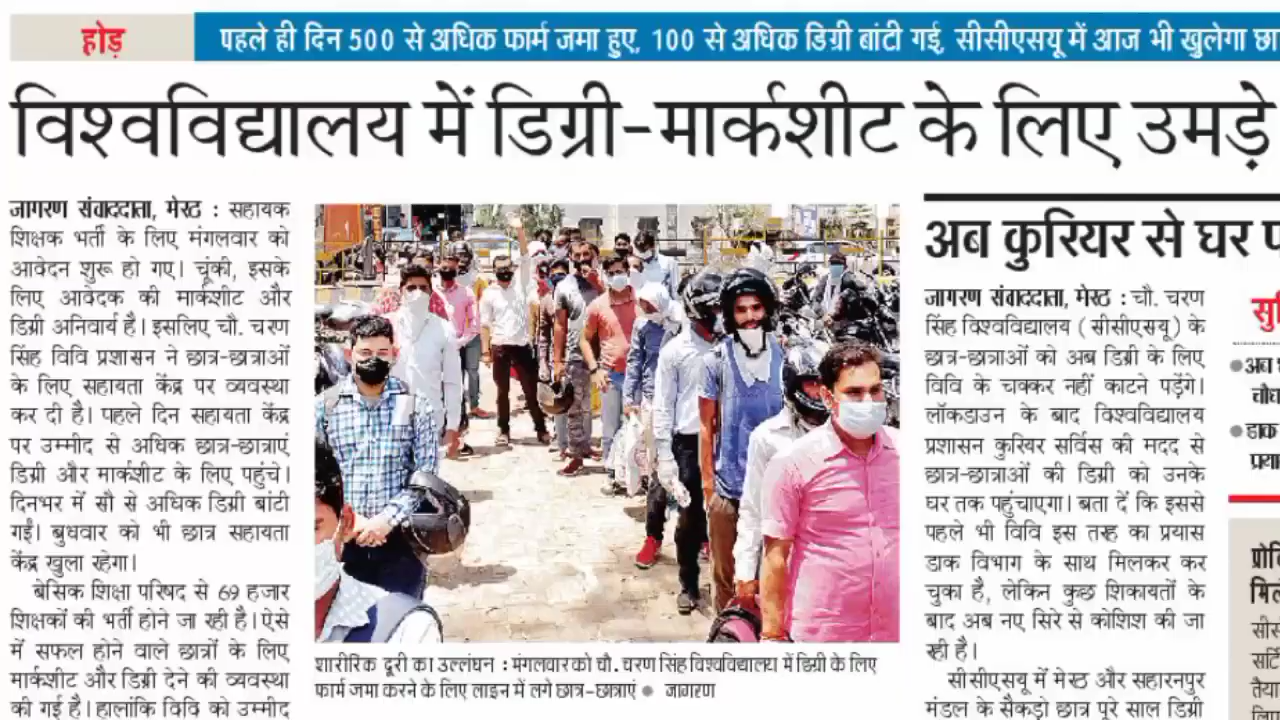 होड़
पहले ही दिन 500 से अधिक फार्म जमा हुए, 100 से अधिक डिग्री बांटी गई, सीसीएसयू में आज भी खुलेगा छा
विश्वविद्यालय में डिग्री-मार्कशीट के लिए उमड़े
जागरण संवाददाता, मेरठ : सहायक
शिक्षक भर्ती के लिए मंगलवार को
आवेदन शुरू हो गए। चूंकी, इसके
लिए आवेदक की मार्कशीट और
डिग्री अनिवार्य है। इसलिए चौ. चरण
सिंह विवि प्रशासन ने छात्र-छात्राओं
के लिए सहायता केंद्र पर व्यवस्था
कर दी है। पहले दिन सहायता केंद्र
पर उम्मीद से अधिक छात्र-छात्राएं
डिग्री और मार्कशीट के लिए पहुंचे।
दिनभर में सौ से अधिक डिग्री बांटी
गईं। बुधवार को भी छात्र सहायता
केंद्र खुला रहेगा।
बेसिक शिक्षा परिषद से 69 हजार
शिक्षकों की भर्ती होने जा रही है। ऐसे
में सफल होने वाले छात्रों के लिए
मार्कशीट और डिग्री देने की व्यवस्था
की गई है। हालांकि विवि को उम्मीद
शारीरिक दूरी का उल्लंघन : मंगलवार को चौ. चरण सिंह विश्वविद्यालय में डिग्री के लिए
फार्म जमा करने के लिए लाइन में लगे छात्र-छात्राएं ● जागरण
अब कुरियर से घर प
जागरण संवाददाता, मेरठ : चौ. चरण
सिंह विश्वविद्यालय (सीसीएसयू) के
छात्र-छात्राओं को अब डिग्री के लिए
विवि के चक्कर नहीं काटने पड़ेंगे।
लॉकडाउन के बाद विश्वविद्यालय
प्रशासन कुरियर सर्विस की मदद से
छात्र-छात्राओं की डिग्री को उनके
घर तक पहुंचाएगा। बता दें कि इससे
पहले भी विवि इस तरह का प्रयास
डाक विभाग के साथ मिलकर कर
चुका है, लेकिन कुछ शिकायतों के
बाद अब नए सिरे से कोशिश की जा
रही है।
सीसीएसयू में मेरठ और सहारनपुर
मंडल के सैकड़ो छात्र पूरे साल डिग्री
सु
● अब
चौध
● डाक
प्रया
मिल
सीस
सर्टि
तैया